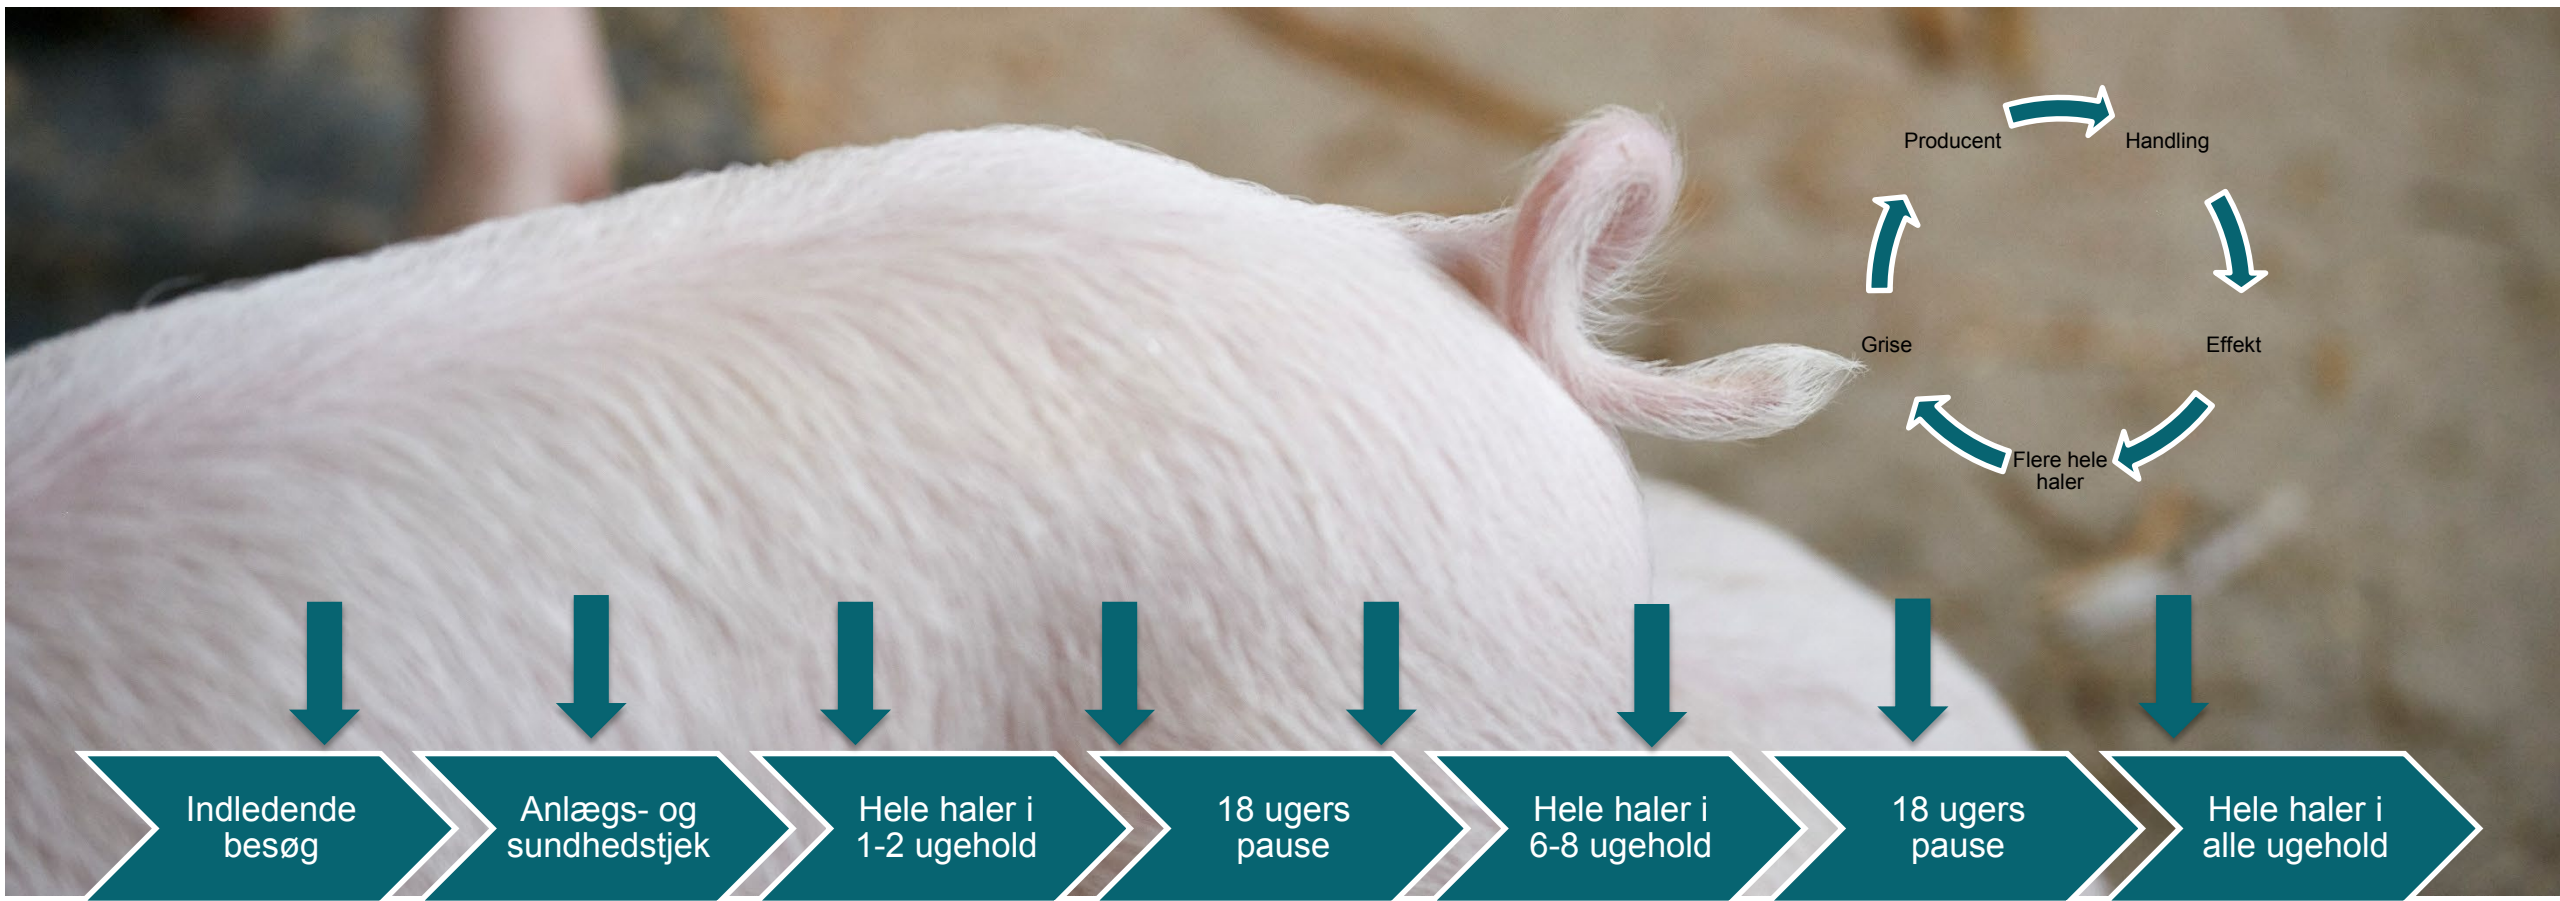 Producent
Handling
Effekt
Flere hele
haler
Grise
Indledende
besøg
Anlægs- og
sundhedstjek
Hele haler i
1-2 ugehold
18 ugers
pause
Hele haler i
6-8 ugehold
18 ugers
pause
Hele haler i
alle ugehold